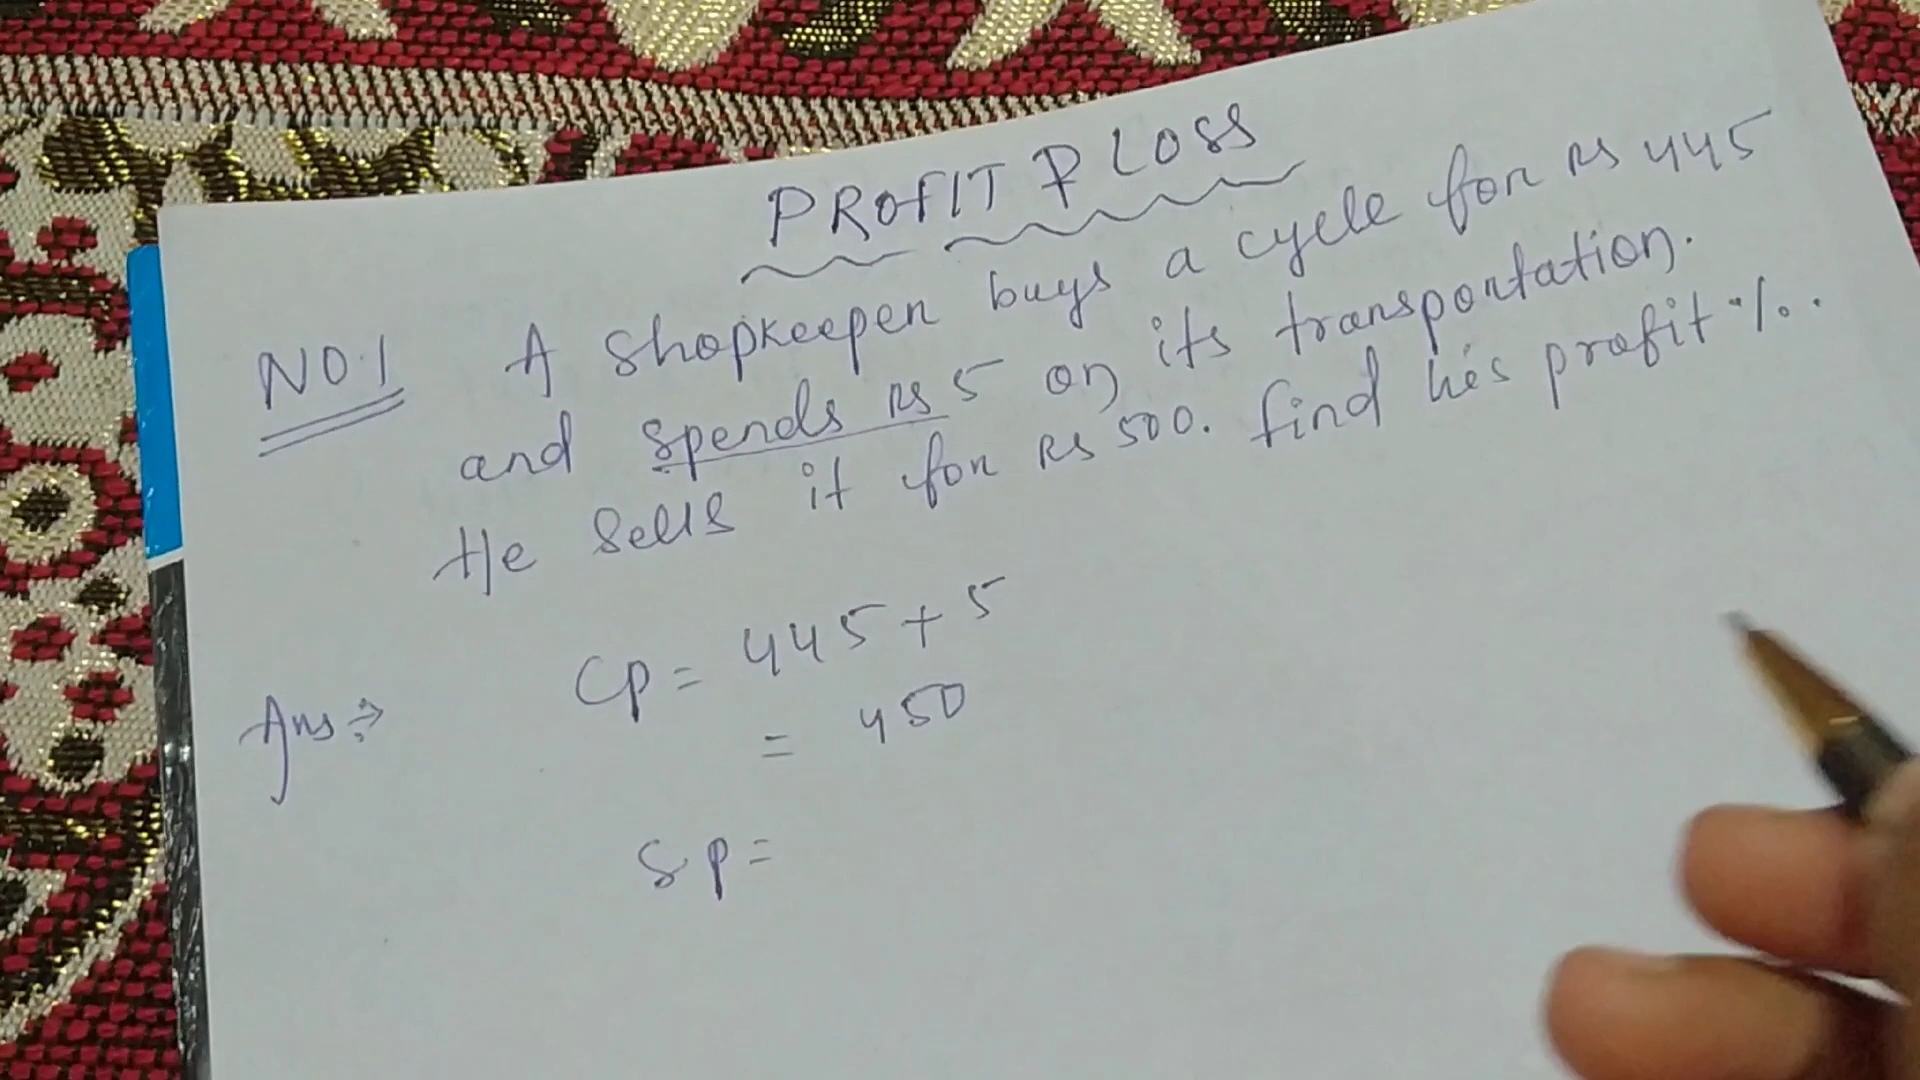 PROFIT & LOSS
NO.1 A shopkeeper buys a cycle for Rs 445
and spends Rs 5 on its transportation.
He sells it for Rs 500. find his profit %.
Ans :→ CP = 445 + 5
= 450
SP =